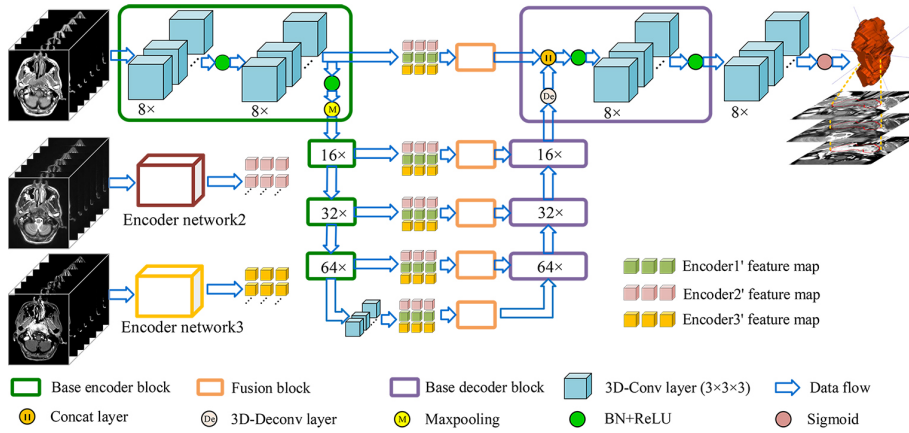 8×
8×
M
De
8×
8×
16×
16×
Encoder network2
32×
32×
64×
64×
Encoder network3
Encoder1' feature map
Encoder2' feature map
Encoder3' feature map
Base encoder block
Fusion block
Base decoder block
3D-Conv layer (3×3×3)
Data flow
Concat layer
De
3D-Deconv layer
M
Maxpooling
BN+ReLU
Sigmoid